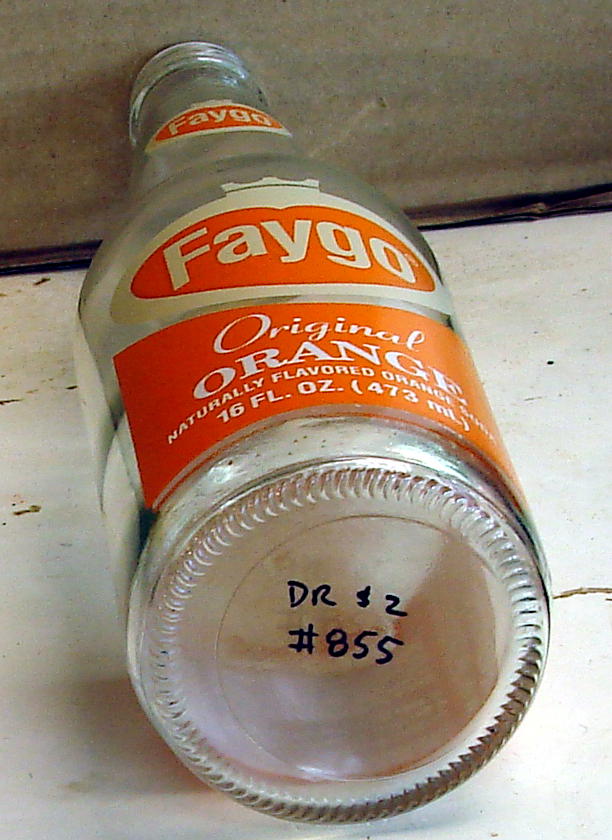 Faygo
Faygo
Original
ORANGE
NATURALLY FLAVORED ORANGE
16 FL. OZ. (473 mL)
DR $2
#855